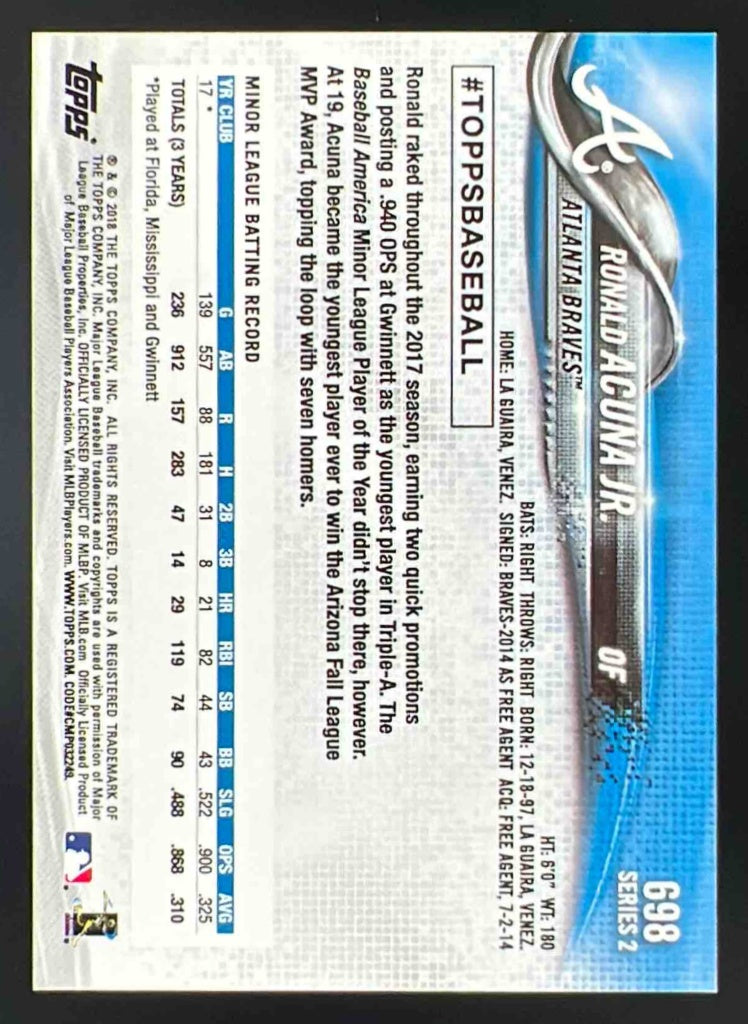 698
SERIES 2
A®
RONALD ACUÑA JR. OF
ATLANTA BRAVES™
HT: 6'0" WT: 180
BATS: RIGHT THROWS: RIGHT BORN: 12-18-97, LA GUAIRA, VENEZ.
HOME: LA GUAIRA, VENEZ. SIGNED: BRAVES-2014 AS FREE AGENT ACQ: FREE AGENT, 7-2-14
#TOPPSBASEBALL
Ronald raked throughout the 2017 season, earning two quick promotions
and posting a .940 OPS at Gwinnett as the youngest player in Triple-A. The
Baseball America Minor League Player of the Year didn't stop there, however.
At 19, Acuna became the youngest player ever to win the Arizona Fall League
MVP Award, topping the loop with seven homers.
MINOR LEAGUE BATTING RECORD
YR CLUB G AB R H 2B 3B HR RBI SB BB SLG OPS AVG
17 * 139 557 88 181 31 8 21 82 44 43 .522 .900 .325
TOTALS (3 YEARS) 236 912 157 283 47 14 29 119 74 90 .488 .868 .310
*Played at Florida, Mississippi and Gwinnett
topps®
® & © 2018 THE TOPPS COMPANY, INC. ALL RIGHTS RESERVED. TOPPS IS A REGISTERED TRADEMARK OF
THE TOPPS COMPANY, INC. Major League Baseball trademarks and copyrights are used with permission of Major
League Baseball Properties, Inc. OFFICIALLY LICENSED PRODUCT OF MLBP. Visit MLB.com Officially Licensed Product
of Major League Baseball Players Association. Visit MLBPlayers.com. WWW.TOPPS.COM. CODE#CMP032249.